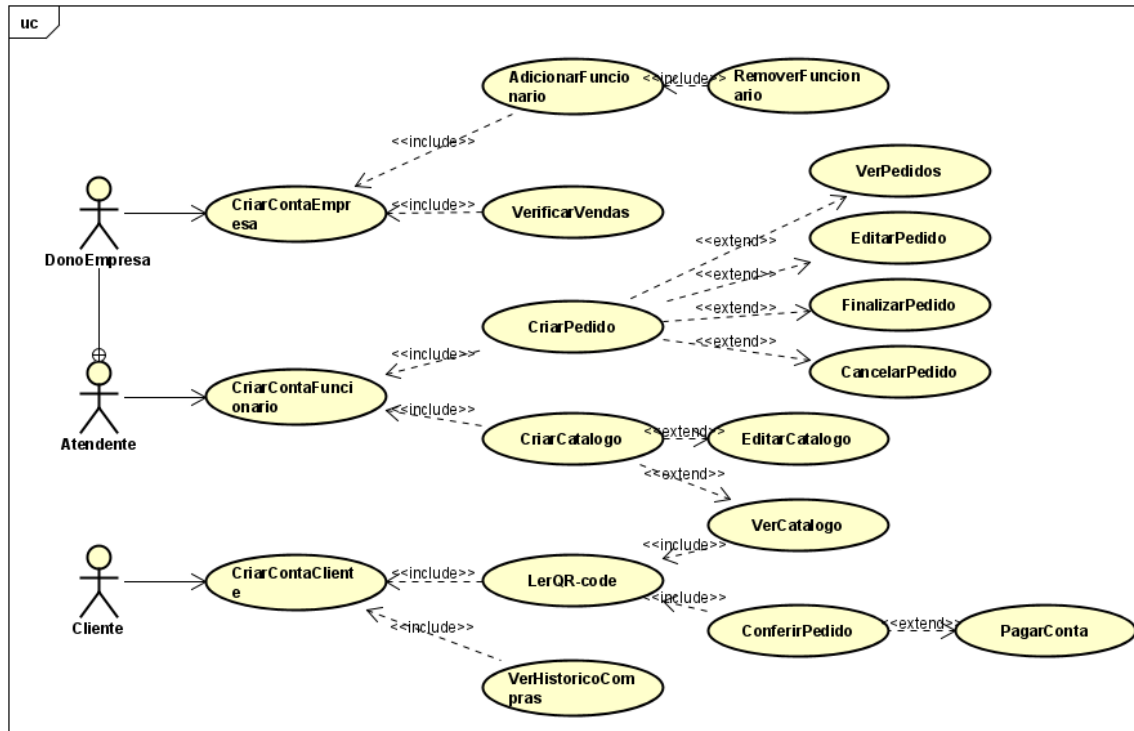 uc
AdicionarFuncio
nario
<<include>>
RemoverFuncion
ario
<<include>>
VerPedidos
CriarContaEmpr
esa
<<include>>
VerificarVendas
DonoEmpresa
<<extend>>
EditarPedido
<<extend>>
CriarPedido
<<extend>>
FinalizarPedido
<<extend>>
CancelarPedido
<<include>>
CriarContaFunci
onario
Atendente
<<include>>
CriarCatalogo
<<extend>>
EditarCatalogo
<<extend>>
VerCatalogo
<<include>>
CriarContaClient
e
Cliente
<<include>>
LerQR-code
<<include>>
ConferirPedido
<<extend>>
PagarConta
<<include>>
VerHistoricoCom
pras